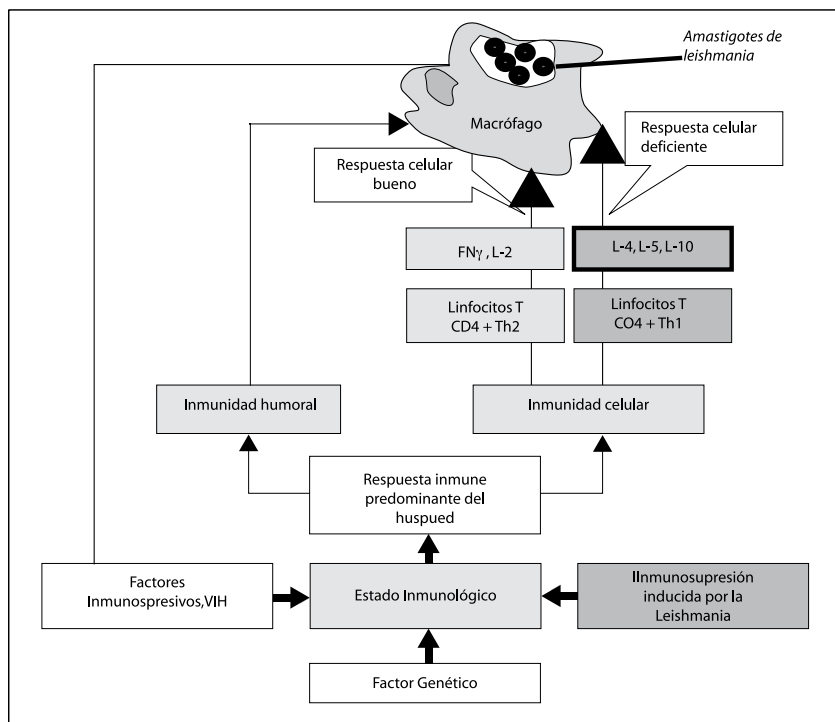 Amastigotes de
leishmania
Macrófago
Respuesta celular
deficiente
Respuesta celular
bueno
FNγ , L-2
L-4, L-5, L-10
Linfocitos T
CD4 + Th2
Linfocitos T
CO4 + Th1
Inmunidad humoral
Inmunidad celular
Respuesta inmune
predominante del
huspued
Factores
Inmunospresivos,VIH
Estado Inmunológico
IInmunosupresión
inducida por la
Leishmania
Factor Genético